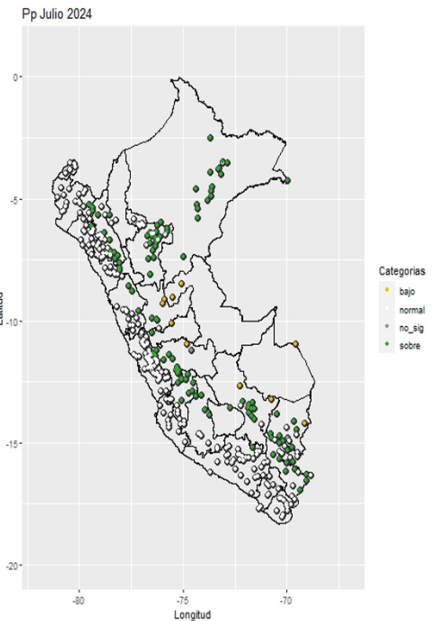 Pp Julio 2024
0
-5
-10
-15
-20
-80
-75
-70
Longitud
Categorias
bajo
normal
no_sig
sobre